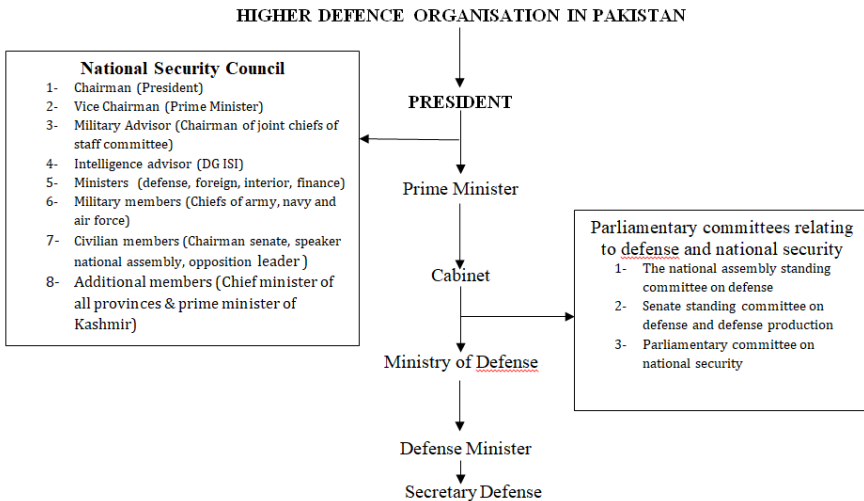 HIGHER DEFENCE ORGANISATION IN PAKISTAN
National Security Council
1- Chairman (President)
2- Vice Chairman (Prime Minister)
3- Military Advisor (Chairman of joint chiefs of
staff committee)
4- Intelligence advisor (DG ISI)
5- Ministers (defense, foreign, interior, finance)
6- Military members (Chiefs of army, navy and
air force)
7- Civilian members (Chairman senate, speaker
national assembly, opposition leader )
8- Additional members (Chief minister of
all provinces & prime minister of
Kashmir)
PRESIDENT
Prime Minister
Cabinet
Parliamentary committees relating
to defense and national security
1- The national assembly standing
committee on defense
2- Senate standing committee on
defense and defense production
3- Parliamentary committee on
national security
Ministry of Defense
Defense Minister
Secretary Defense